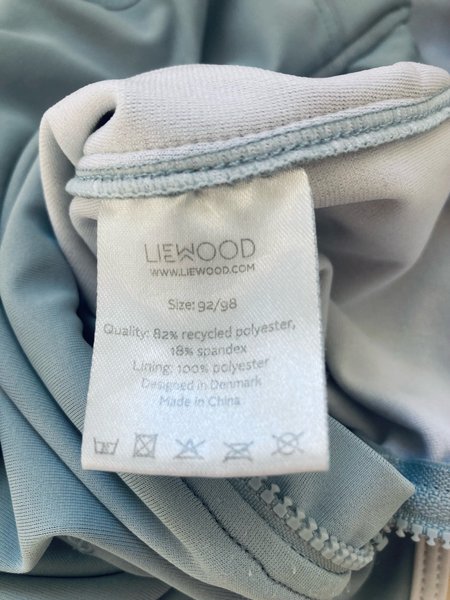 LIEWOOD
WWW.LIEWOOD.COM
Size: 92/98
Quality: 82% recycled polyester,
18% spandex
Lining: 100% polyester
Designed in Denmark
Made in China